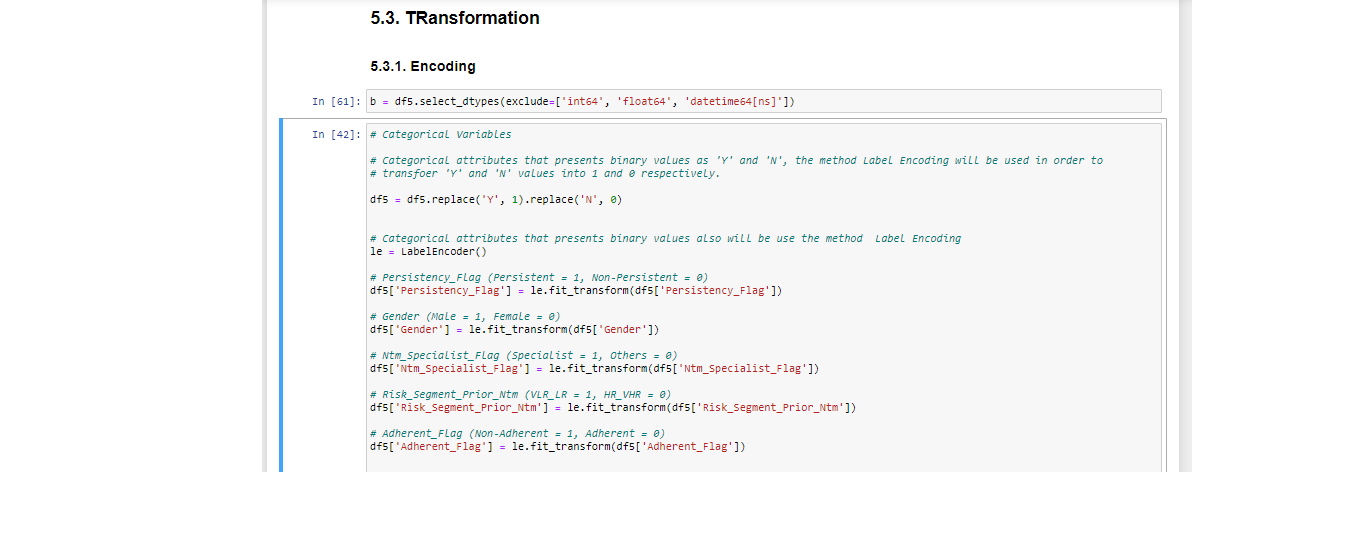 5.3. TRansformation
5.3.1. Encoding
In [61]: b = df5.select_dtypes(exclude=['int64', 'float64', 'datetime64[ns]'])
In [42]: # Categorical Variables
# Categorical attributes that presents binary values as 'Y' and 'N', the method Label Encoding will be used in order to
# transfoer 'Y' and 'N' values into 1 and 0 respectively.
df5 = df5.replace('Y', 1).replace('N', 0)
# Categorical attributes that presents binary values also will be use the method  Label Encoding
le = LabelEncoder()
# Persistency_Flag (Persistent = 1, Non-Persistent = 0)
df5['Persistency_Flag'] = le.fit_transform(df5['Persistency_Flag'])
# Gender (Male = 1, Female = 0)
df5['Gender'] = le.fit_transform(df5['Gender'])
# Ntm_Specialist_Flag (Specialist = 1, Others = 0)
df5['Ntm_Specialist_Flag'] = le.fit_transform(df5['Ntm_Specialist_Flag'])
# Risk_Segment_Prior_Ntm (VLR_LR = 1, HR_VHR = 0)
df5['Risk_Segment_Prior_Ntm'] = le.fit_transform(df5['Risk_Segment_Prior_Ntm'])
# Adherent_Flag (Non-Adherent = 1, Adherent = 0)
df5['Adherent_Flag'] = le.fit_transform(df5['Adherent_Flag'])